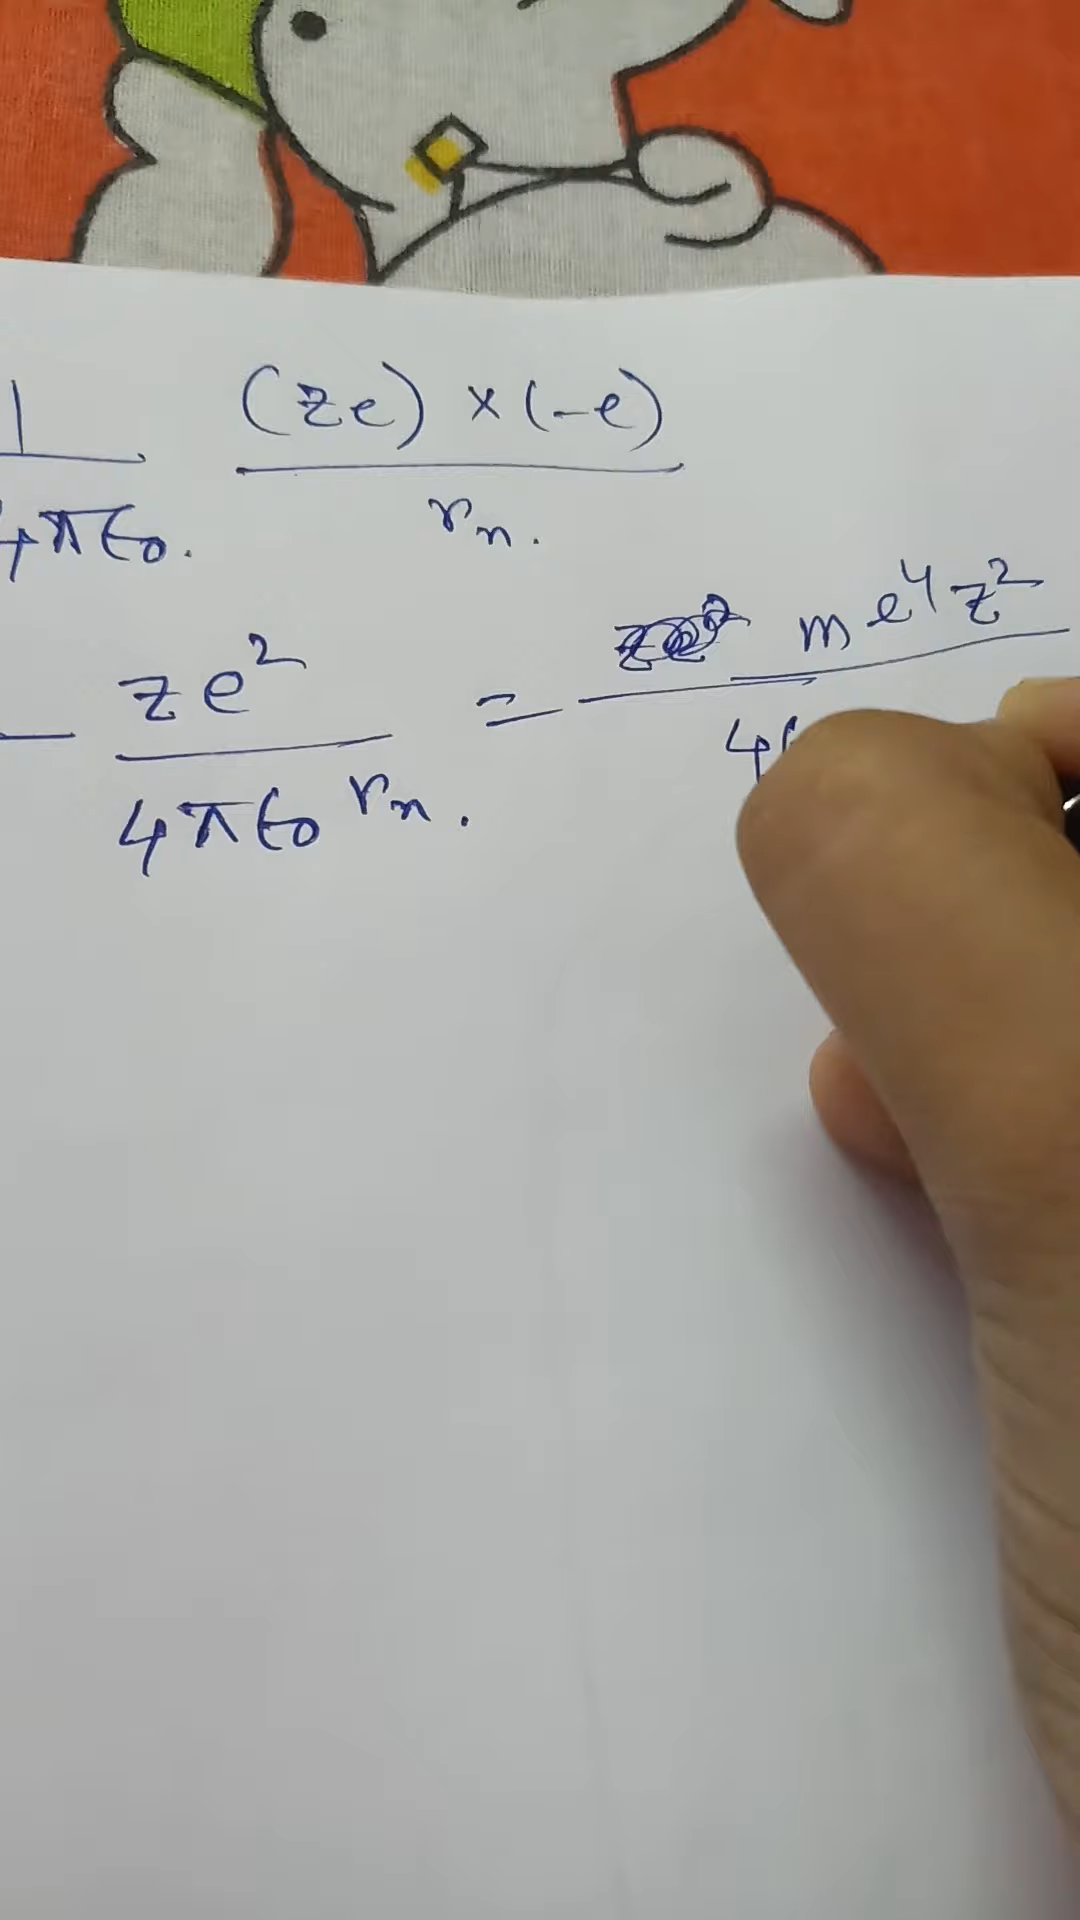 1 (ze) × (-e)
4πϵ₀. rₙ.
- ze² = me⁴z²
4πϵ₀ rₙ. 4